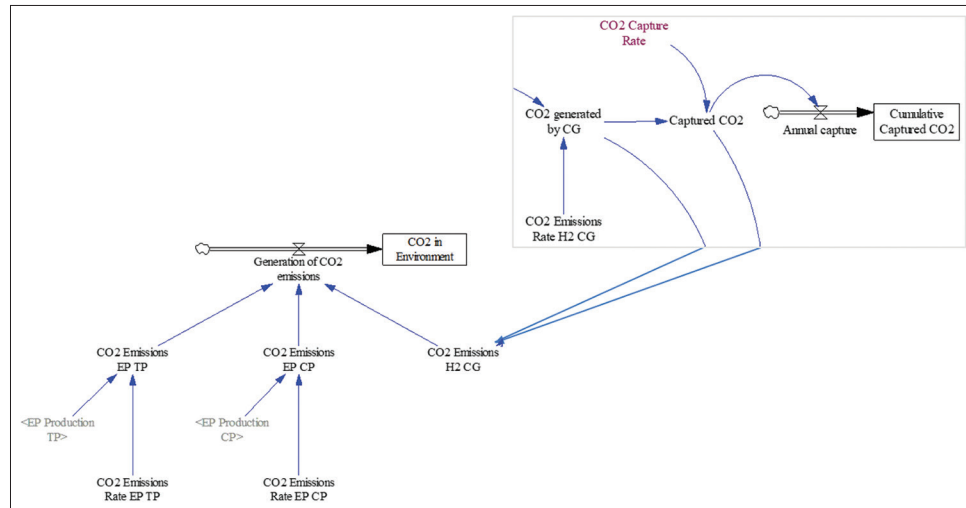 CO2 Capture
Rate
CO2 generated
by CG
Captured CO2
Annual capture
Cumulative
Captured CO2
CO2 Emissions
Rate H2 CG
CO2 in
Environment
Generation of CO2
emissions
CO2 Emissions
EP TP
CO2 Emissions
EP CP
CO2 Emissions
H2 CG
<EP Production
TP>
<EP Production
CP>
CO2 Emissions
Rate EP TP
CO2 Emissions
Rate EP CP